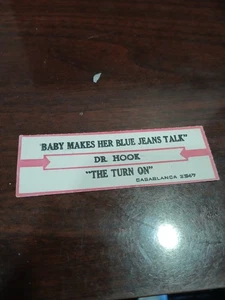 "BABY MAKES HER BLUE JEANS TALK"
DR. HOOK
"THE TURN ON"
CASABLANCA 2347